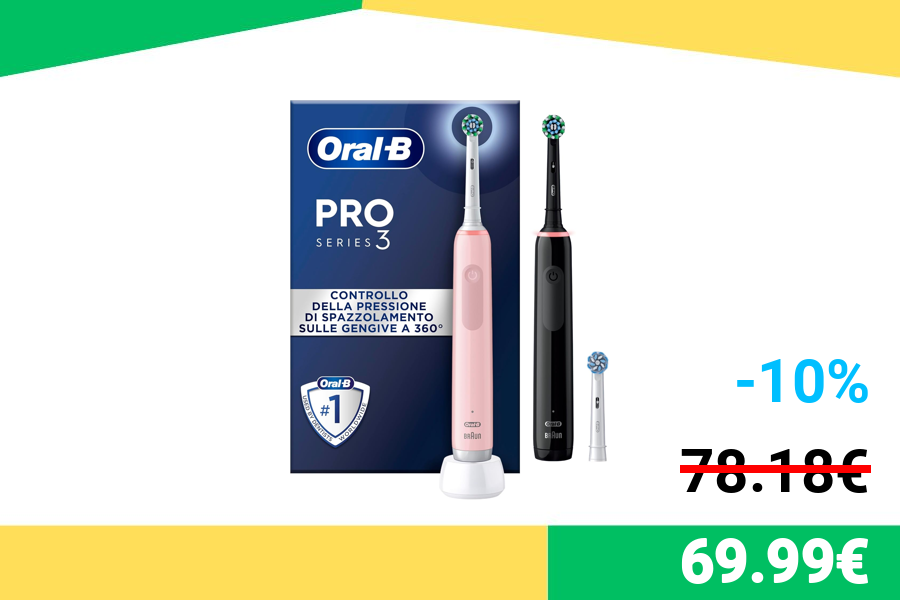 Oral-B
PRO
SERIES 3
CONTROLLO
DELLA PRESSIONE
DI SPAZZOLAMENTO
SULLE GENGIVE A 360°
Oral-B
#1
USED BY DENTISTS WORLDWIDE
Oral-B
BRAUN
Oral-B
BRAUN
-10%
78.18€
69.99€